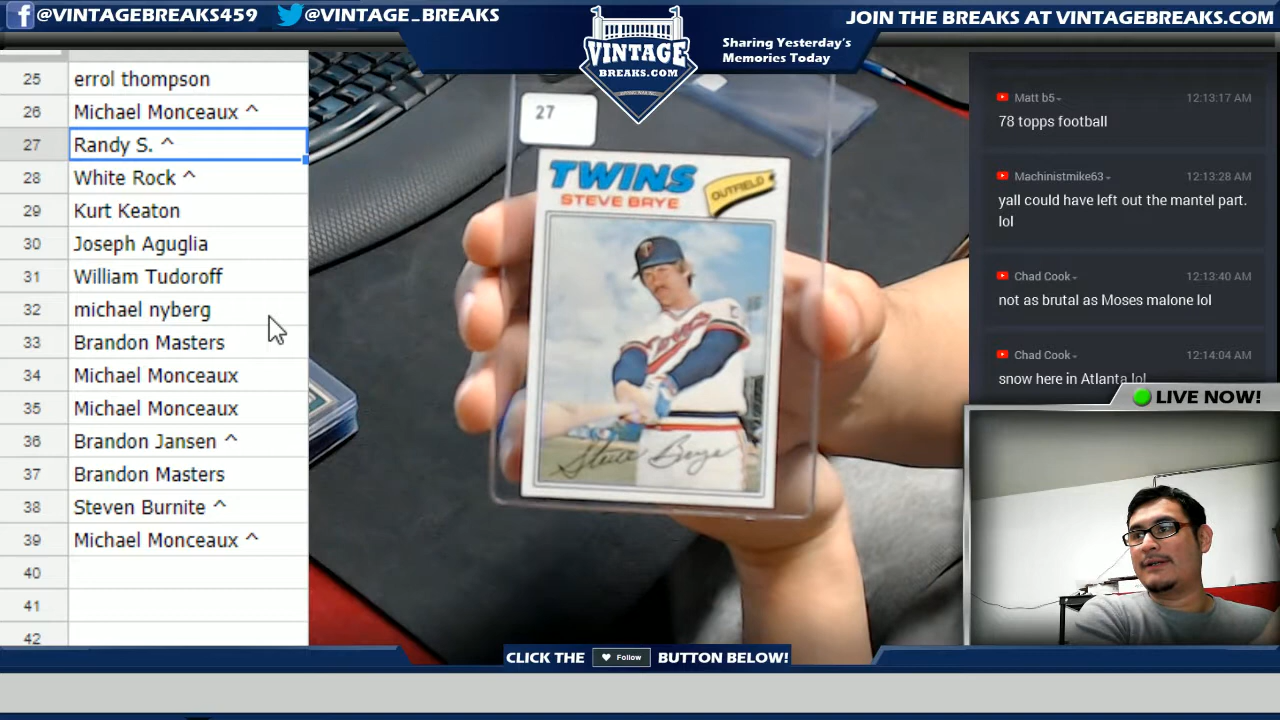 @VINTAGEBREAKS459
@VINTAGE_BREAKS
VINTAGE
BREAKS.COM
Sharing Yesterday's
Memories Today
JOIN THE BREAKS AT VINTAGEBREAKS.COM
25 errol thompson
26 Michael Monceaux ^
27 Randy S. ^
28 White Rock ^
29 Kurt Keaton
30 Joseph Aguglia
31 William Tudoroff
32 michael nyberg
33 Brandon Masters
34 Michael Monceaux
35 Michael Monceaux
36 Brandon Jansen ^
37 Brandon Masters
38 Steven Burnite ^
39 Michael Monceaux ^
40
41
42
27
TWINS
STEVE BRYE
OUTFIELD
Steve Brye
Matt b5 12:13:17 AM
78 topps football
Machinistmike63 12:13:28 AM
yall could have left out the mantel part.
lol
Chad Cook 12:13:40 AM
not as brutal as Moses malone lol
Chad Cook 12:14:04 AM
snow here in Atlanta lol
LIVE NOW!
CLICK THE Follow BUTTON BELOW!